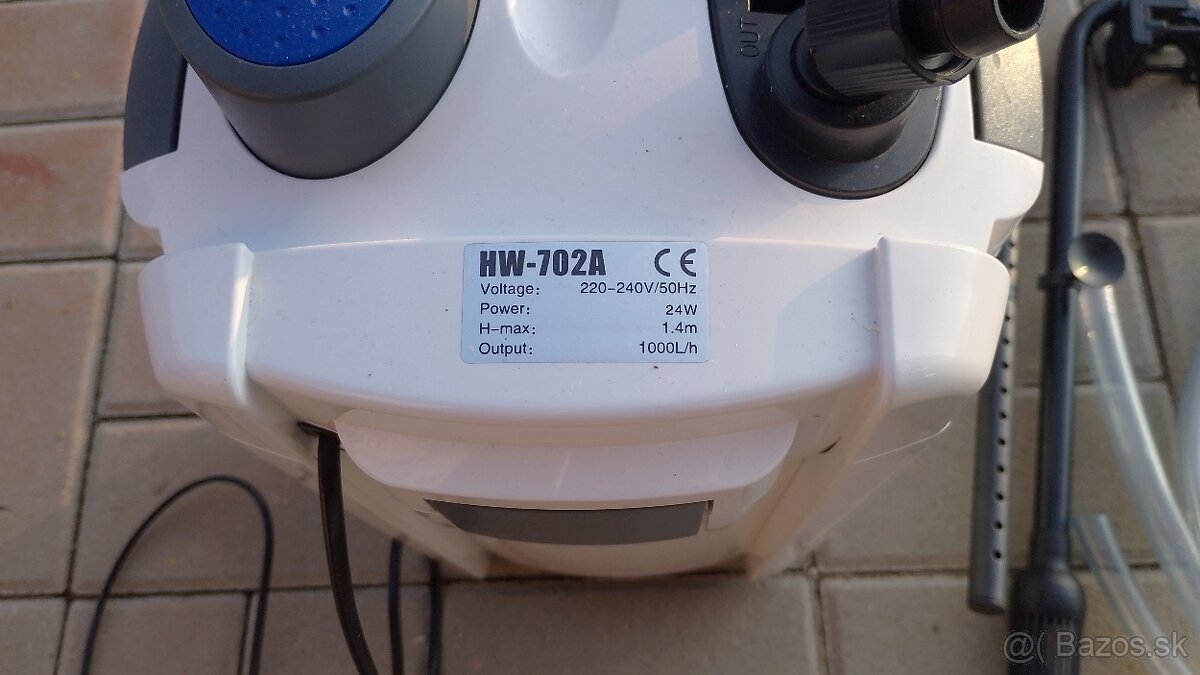 OUT
HW-702A CE
Voltage: 220-240V/50Hz
Power: 24W
H-max: 1.4m
Output: 1000L/h
@( Bazos.sk